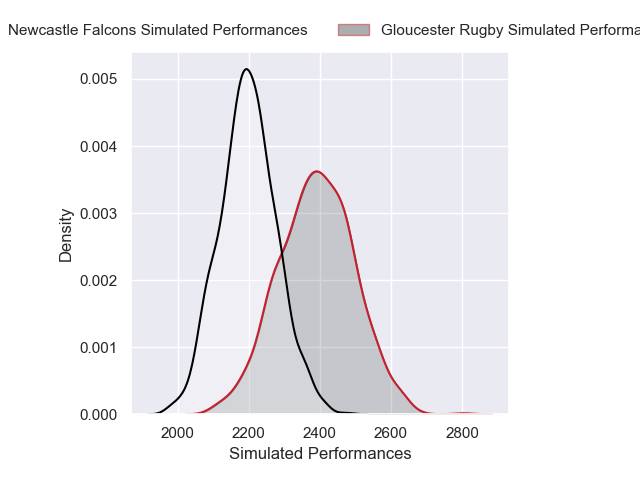 Newcastle Falcons Simulated Performances
Gloucester Rugby Simulated Performa
0.005
0.004
0.003
0.002
0.001
0.000
Density
2000 2200 2400 2600 2800
Simulated Performances